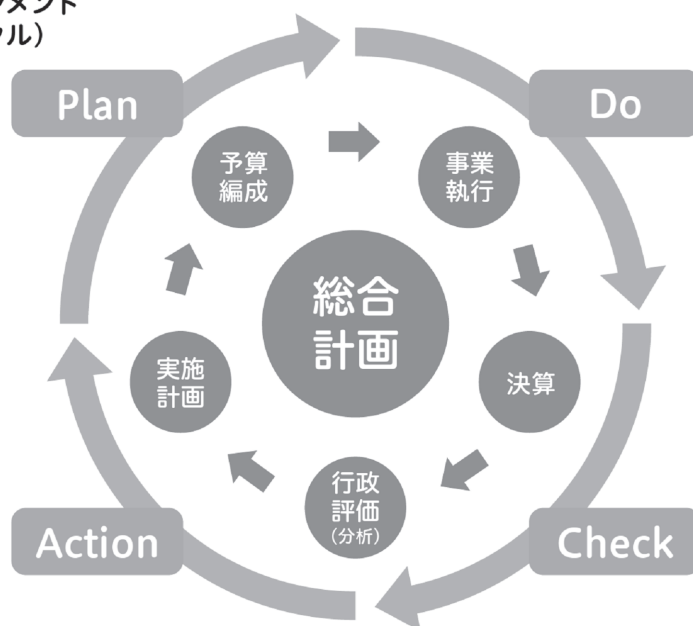 メント
クル）
Plan
Do
予算
編成
事業
執行
総合
計画
実施
計画
決算
行政
評価
（分析）
Action
Check